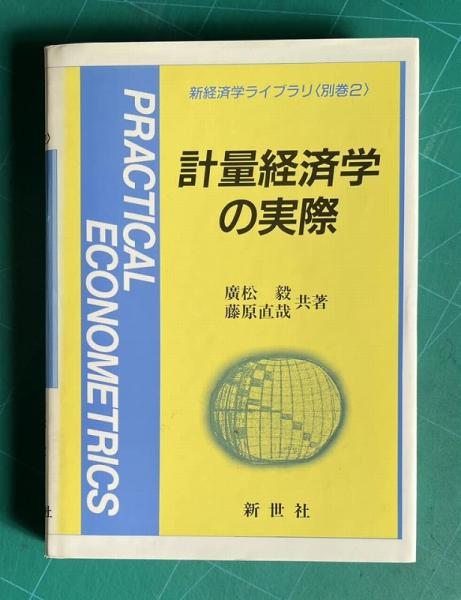 新経済学ライブラリ〈別巻2〉
計量経済学
の実際
PRACTICAL
ECONOMETRICS
廣松 毅
藤原直哉 共著
新世社
〉
社